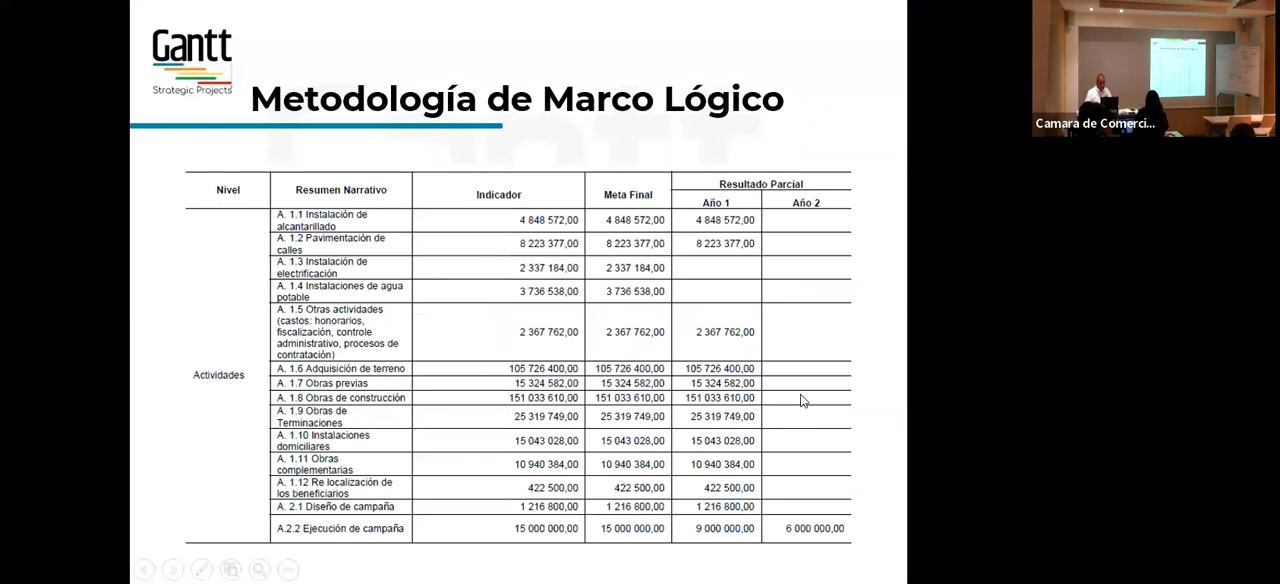 Gantt
Strategic Projects
Metodología de Marco Lógico
Camara de Comerci...
Nivel Resumen Narrativo Indicador Meta Final Resultado Parcial
Año 1 Año 2
Actividades
A. 1.1 Instalación de
alcantarillado
4 848 572,00 4 848 572,00 4 848 572,00
A. 1.2 Pavimentación de
calles
8 223 377,00 8 223 377,00 8 223 377,00
A. 1.3 Instalación de
electrificación
2 337 184,00 2 337 184,00
A. 1.4 Instalaciones de agua
potable
3 736 538,00 3 736 538,00
A. 1.5 Otras actividades
(castos: honorarios,
fiscalización, controle
administrativo, procesos de
contratación)
2 367 762,00 2 367 762,00 2 367 762,00
A. 1.6 Adquisición de terreno 105 726 400,00 105 726 400,00 105 726 400,00
A. 1.7 Obras previas 15 324 582,00 15 324 582,00 15 324 582,00
A. 1.8 Obras de construcción 151 033 610,00 151 033 610,00 151 033 610,00
A. 1.9 Obras de
Terminaciones
25 319 749,00 25 319 749,00 25 319 749,00
A. 1.10 Instalaciones
domiciliares
15 043 028,00 15 043 028,00 15 043 028,00
A. 1.11 Obras
complementarias
10 940 384,00 10 940 384,00 10 940 384,00
A. 1.12 Re localización de
los beneficiarios
422 500,00 422 500,00 422 500,00
A. 2.1 Diseño de campaña 1 216 800,00 1 216 800,00 1 216 800,00
A.2.2 Ejecución de campaña 15 000 000,00 15 000 000,00 9 000 000,00 6 000 000,00